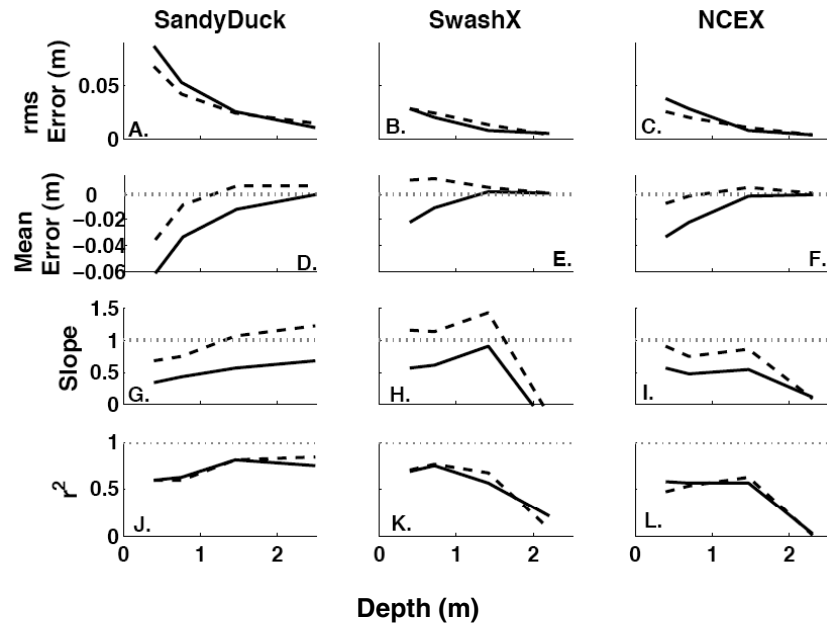 SandyDuck SwashX NCEX
rms
Error (m)
0.05
0
A. B. C.
Mean
Error (m)
0
−0.02
−0.04
−0.06
D. E. F.
Slope
1.5
1
0.5
0
G. H. I.
r2
1
0.5
0
J. K. L.
0 1 2 0 1 2 0 1 2
Depth (m)